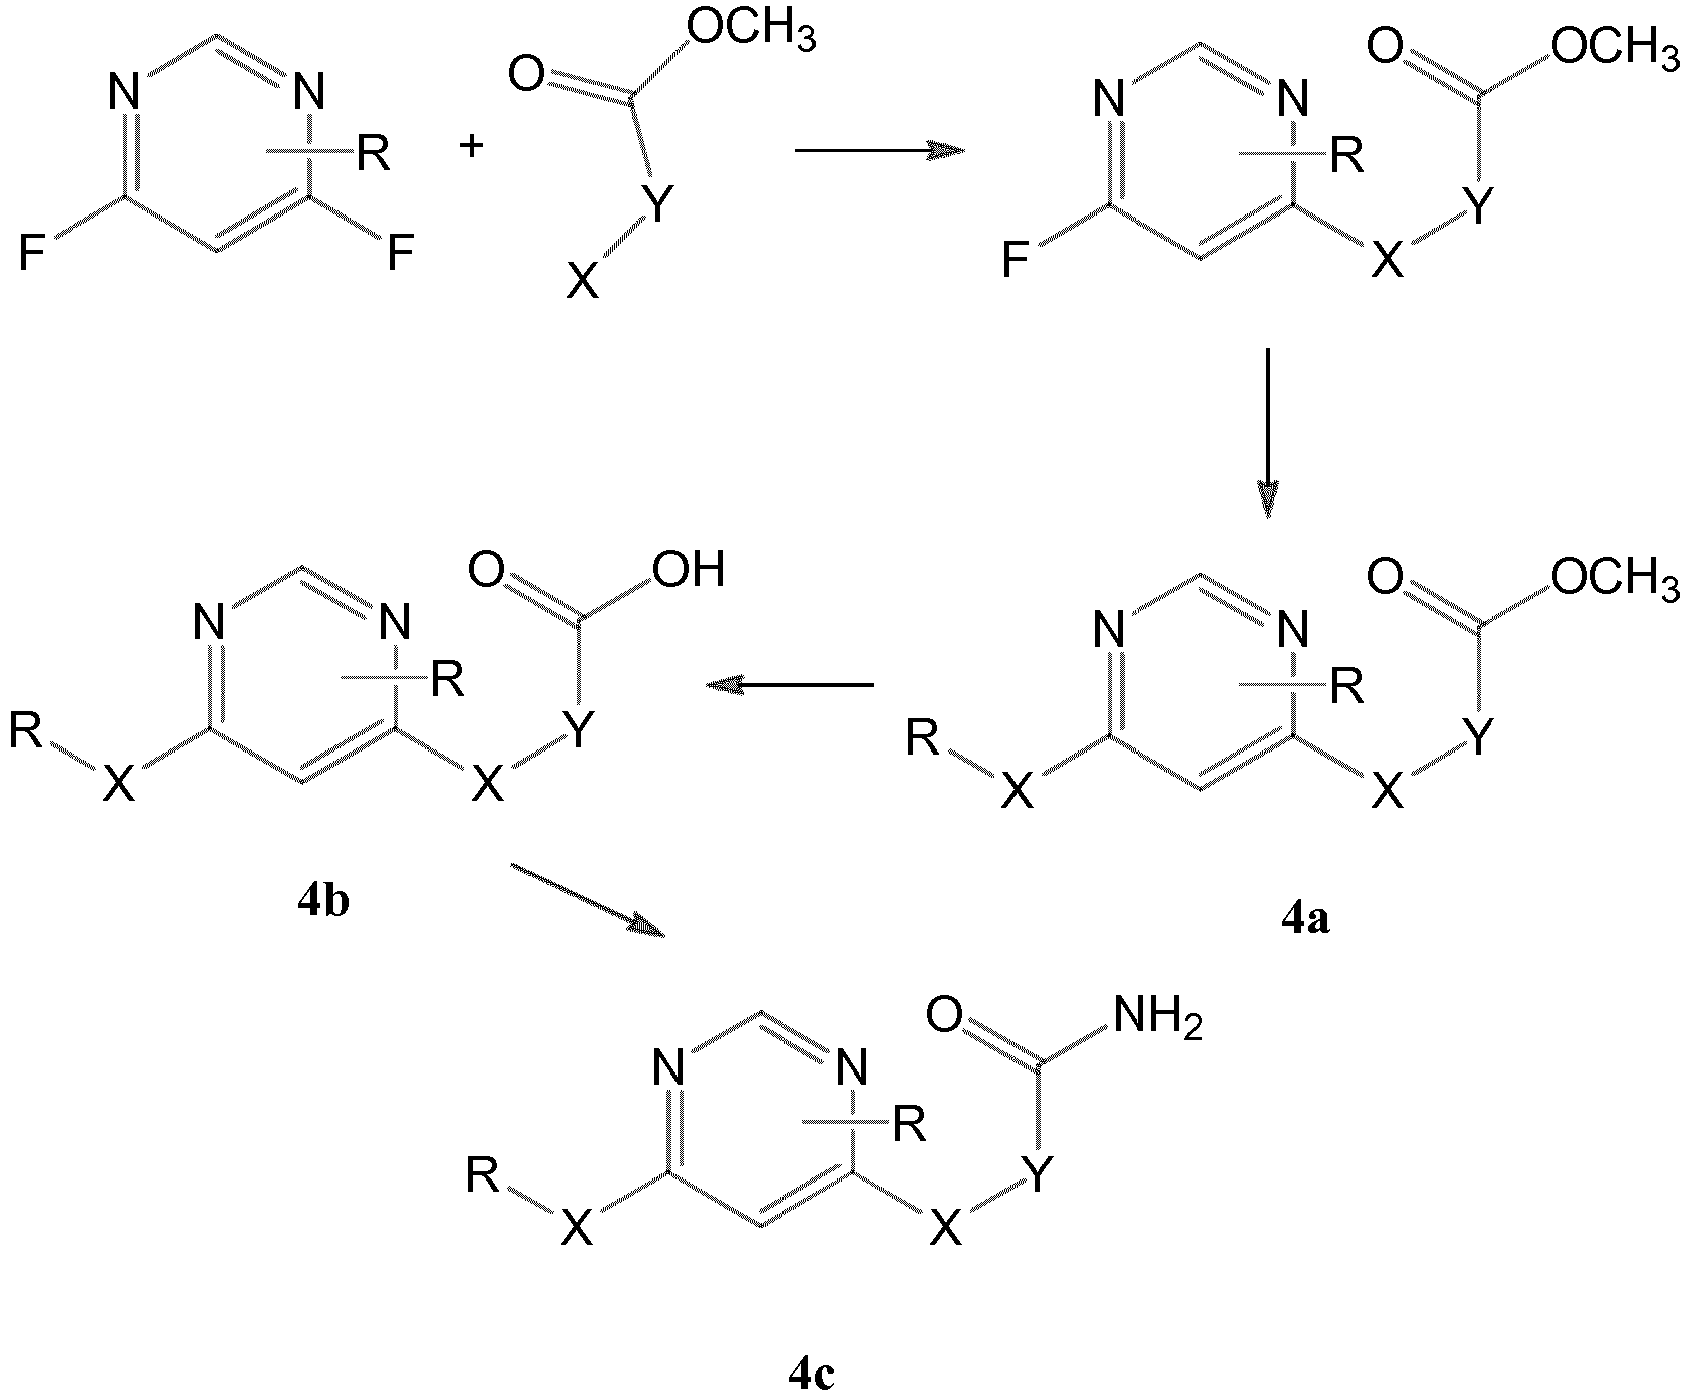 N N R F F
+
O OCH3 Y X
N N R F X Y O OCH3
N N R R X X Y O OH
4b
N N R R X X Y O OCH3
4a
N N R R X X Y O NH2
4c